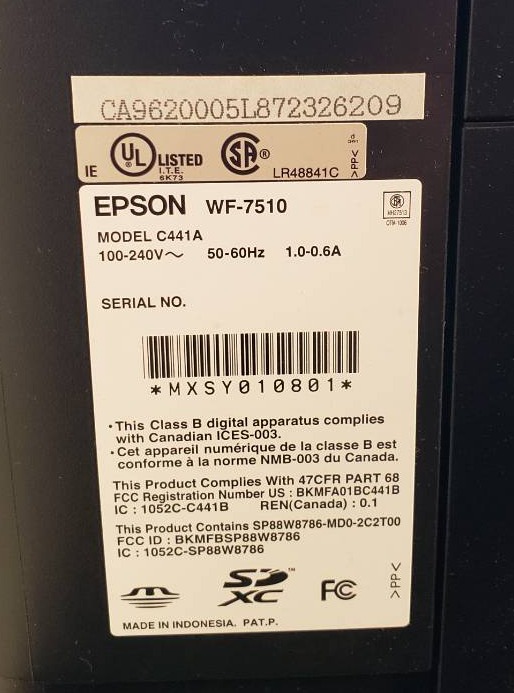 CA9620005L872326209
IE UL LISTED
I.T.E.
6K73
SA ®
LR48841C
>PP<
EPSON WF-7510
MODEL C441A
100-240V～ 50-60Hz 1.0-0.6A
SERIAL NO.
*MXSY010801*
・This Class B digital apparatus complies
with Canadian ICES-003.
・Cet appareil numérique de la classe B est
conforme à la norme NMB-003 du Canada.
This Product Complies With 47CFR PART 68
FCC Registration Number US : BKMFA01BC441B
IC : 1052C-C441B REN(Canada) : 0.1
This Product Contains SP88W8786-MD0-2C2T00
FCC ID : BKMFBSP88W8786
IC : 1052C-SP88W8786
SD XC ™
FC
>PP<
MADE IN INDONESIA. PAT.P.